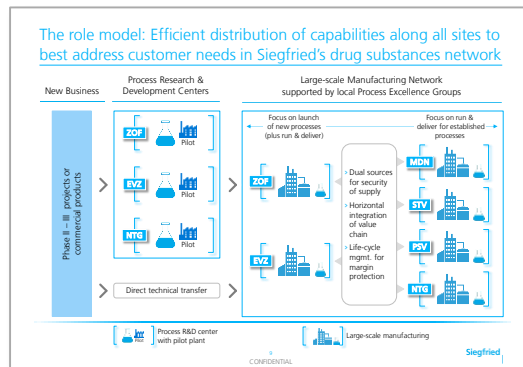 The role model: Efficient distribution of capabilities along all sites to
best address customer needs in Siegfried's drug substances network
New Business
Process Research &
Development Centers
Large-scale Manufacturing Network
supported by local Process Excellence Groups
Phase II – III projects or
commercial products
ZOF
Pilot
EVZ
Pilot
NTG
Pilot
Direct technical transfer
Focus on launch
of new processes
(plus run & deliver)
Focus on run &
deliver for established
processes
ZOF
EVZ
› Dual sources
for security
of supply
› Horizontal
integration
of value
chain
› Life-cycle
mgmt. for
margin
protection
MDN
STV
PSV
NTG
Pilot
Process R&D center
with pilot plant
Large-scale manufacturing
9
CONFIDENTIAL
Siegfried